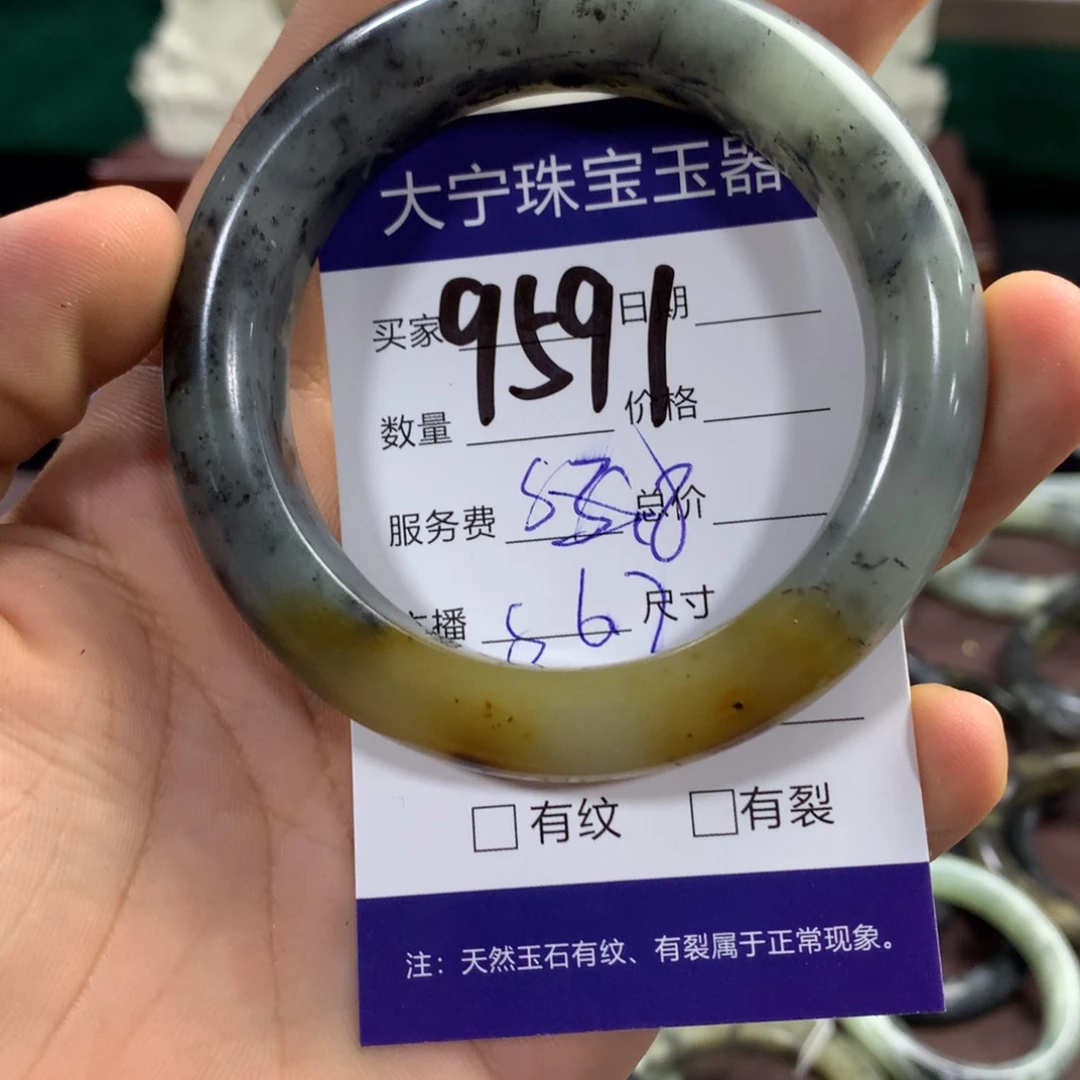 大宁珠宝玉器
买家 9591 日期
数量 价格
服务费 总价
播 67 尺寸
有纹 有裂
注：天然玉石有纹、有裂属于正常现象。